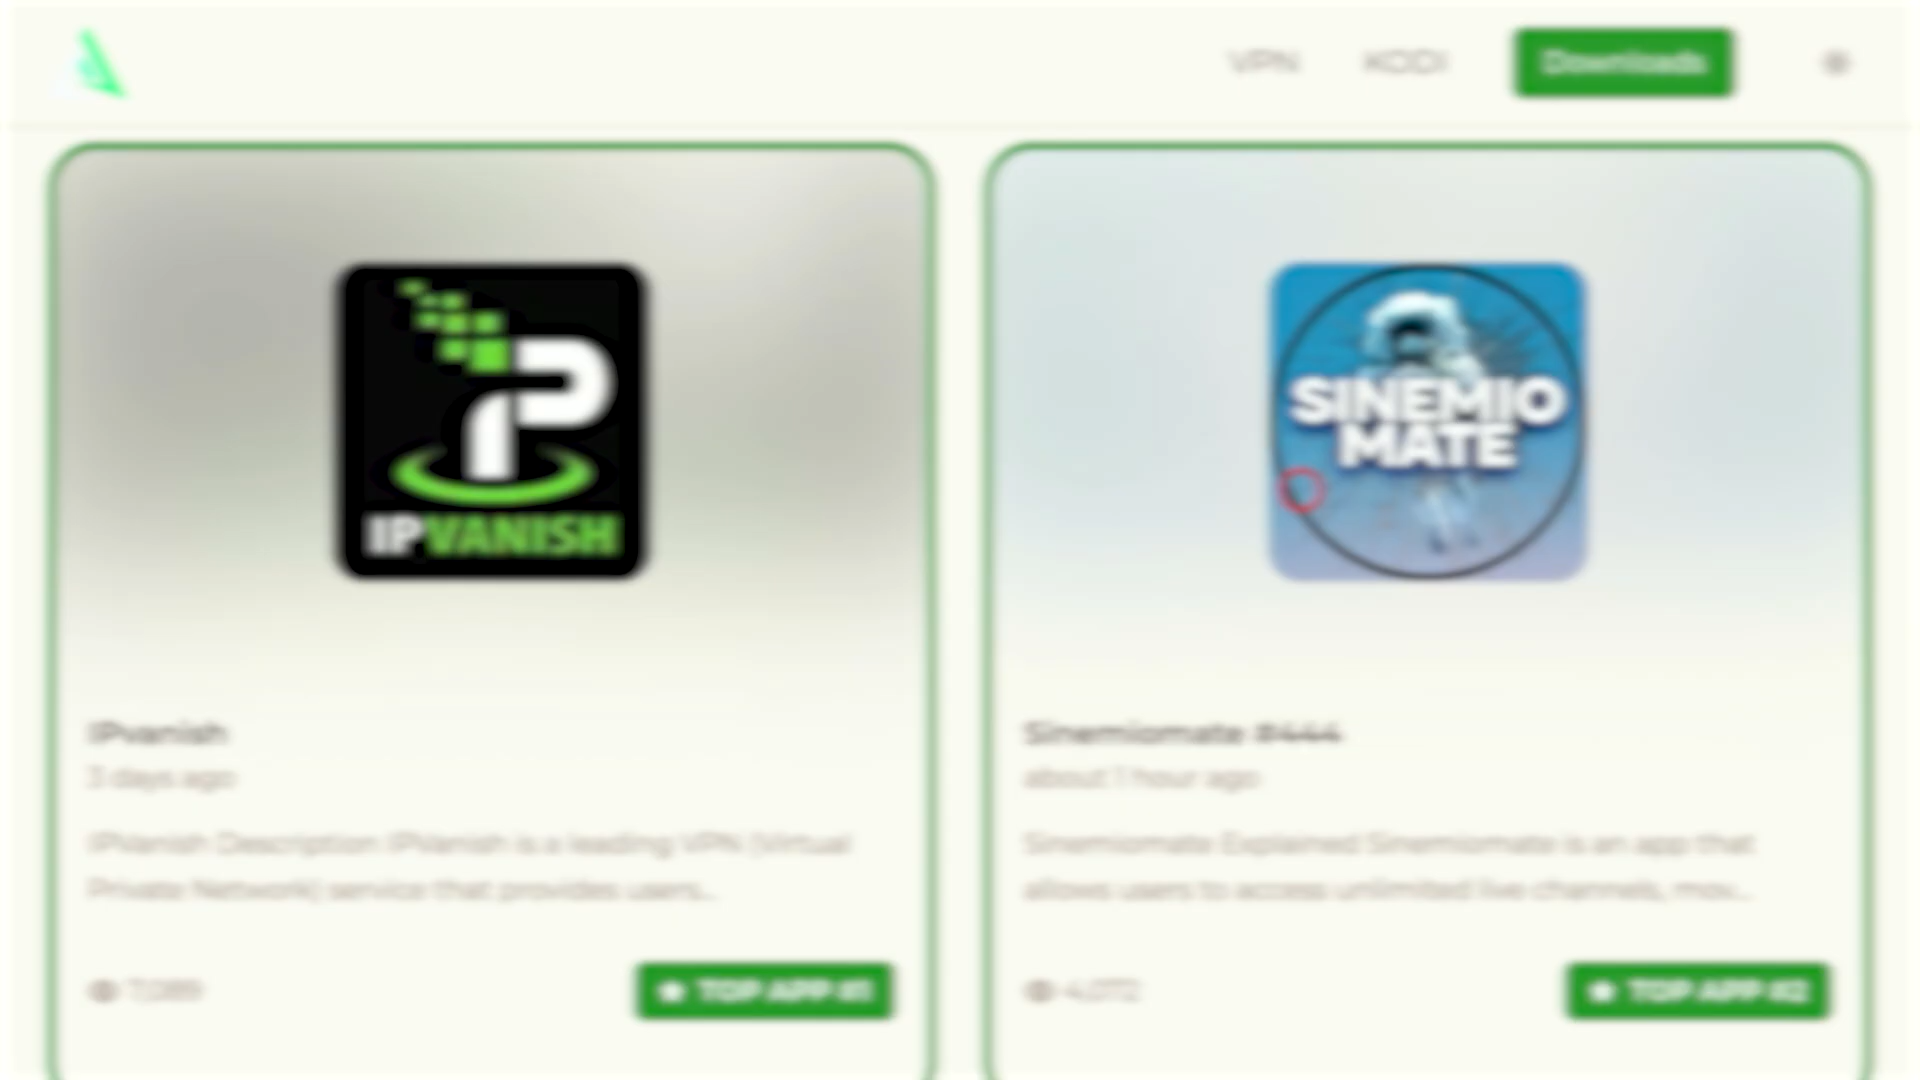 VPN
KODI
Downloads
IPVANISH
SINEMIO
MATE
IPvanish
3 days ago
IPVanish Description IPVanish is a leading VPN (Virtual
Private Network) service that provides users...
TOP APP #1
Sinemiomate #444
about 1 hour ago
Sinemiomate Explained Sinemiomate is an app that
allows users to access unlimited live channels, mov...
TOP APP #2